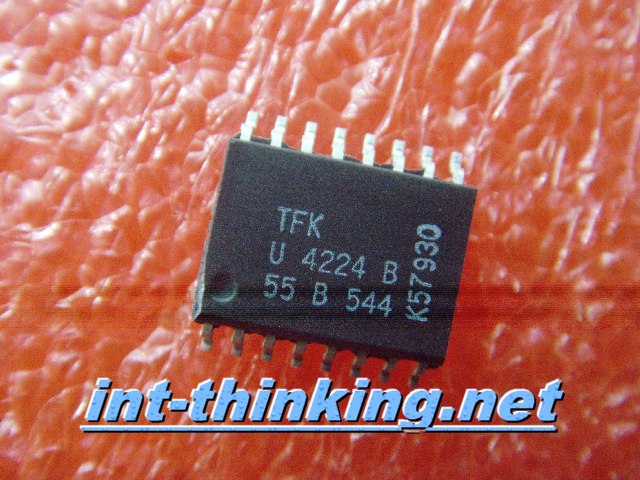 TFK
U 4224 B
55 B 544
K57930
int-thinking.net